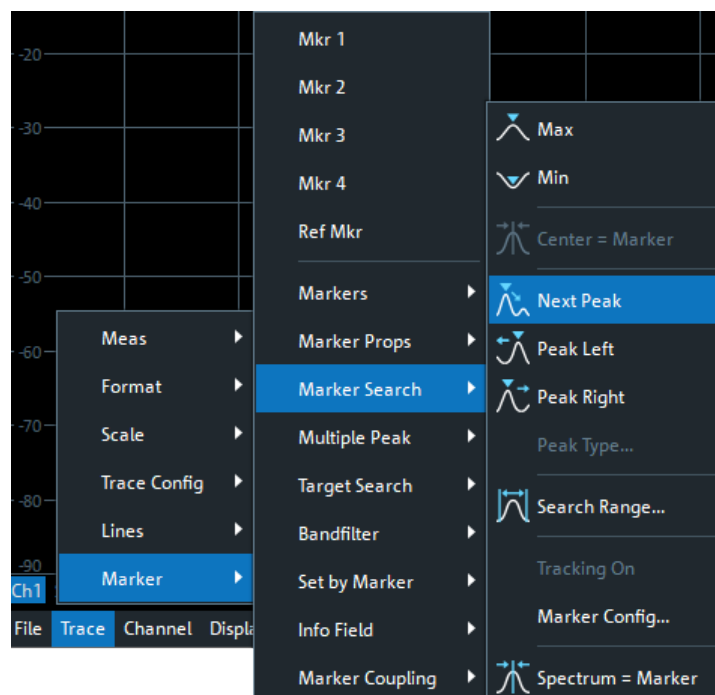 -20
-30
-40
-50
-60
-70
-80
-90
Ch1
Meas
Format
Scale
Trace Config
Lines
Marker
File Trace Channel Displa
Mkr 1
Mkr 2
Mkr 3
Mkr 4
Ref Mkr
Markers
Marker Props
Marker Search
Multiple Peak
Target Search
Bandfilter
Set by Marker
Info Field
Marker Coupling
Max
Min
Center = Marker
Next Peak
Peak Left
Peak Right
Peak Type...
Search Range...
Tracking On
Marker Config...
Spectrum = Marker